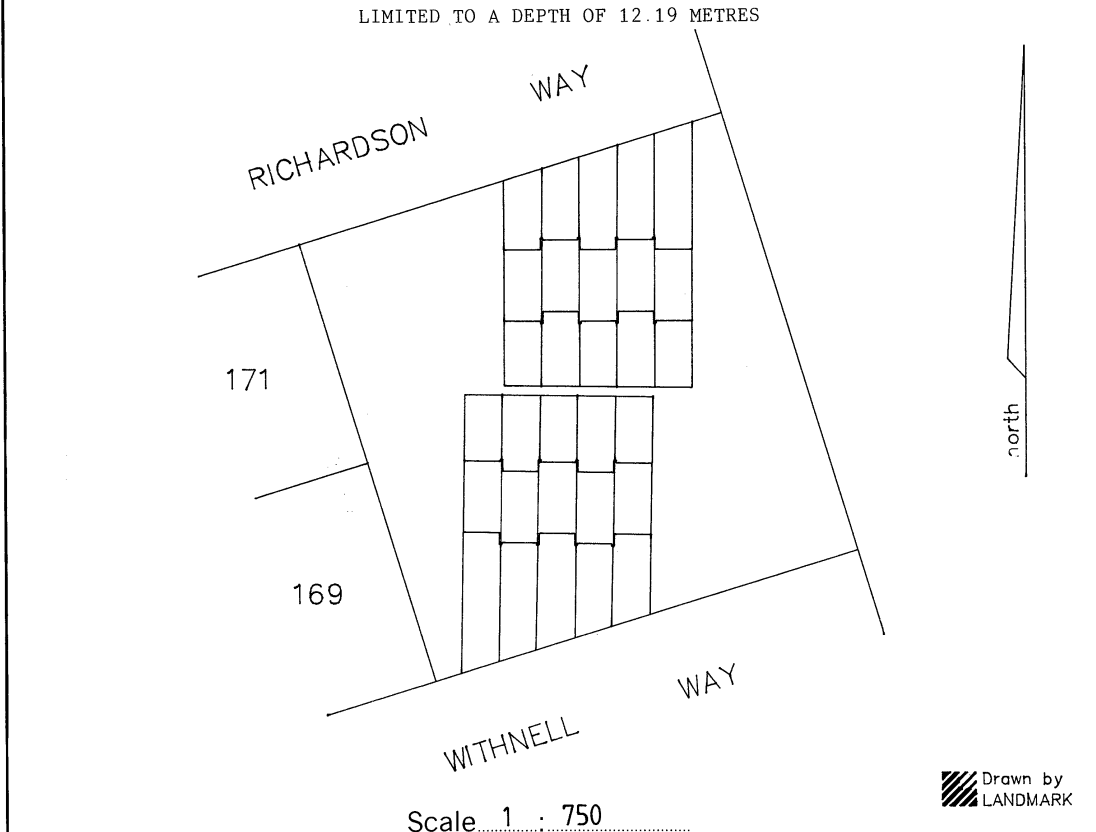 LIMITED TO A DEPTH OF 12.19 METRES
RICHARDSON WAY
171
north
169
WITHNELL WAY
Drawn by
LANDMARK
Scale 1 : 750